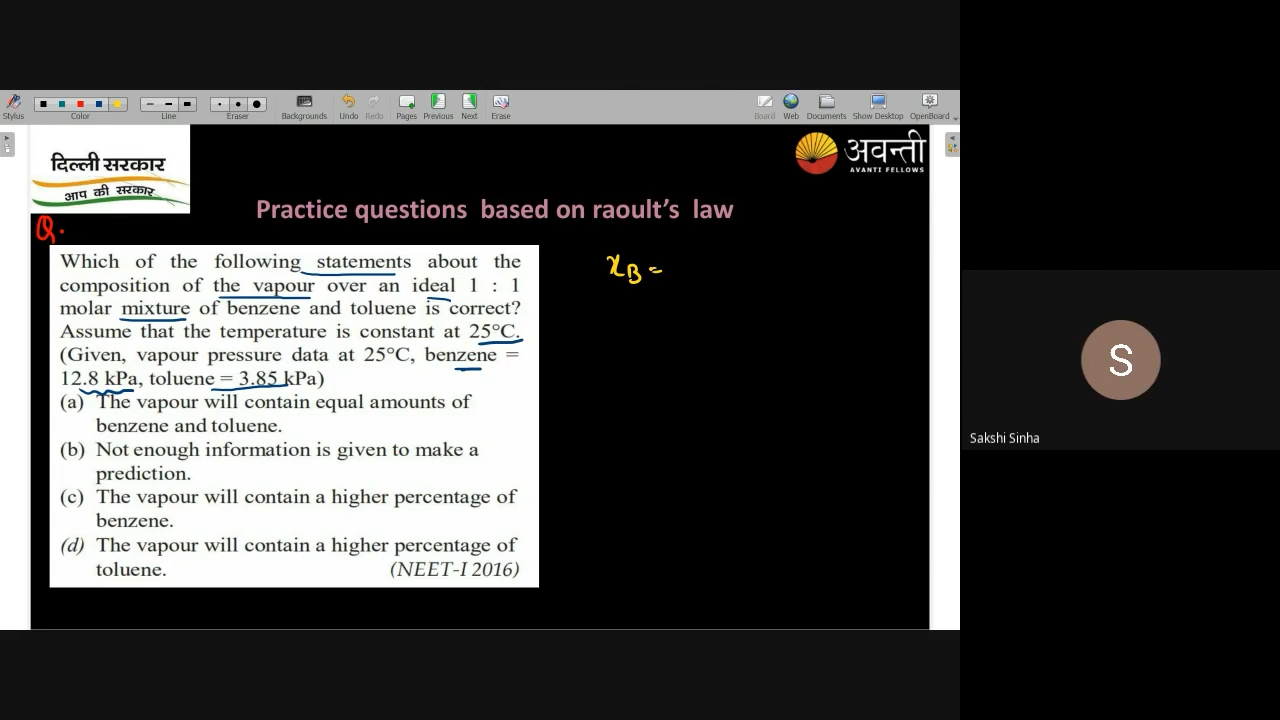 Stylus
Color
Line
Eraser
Backgrounds
Undo
Redo
Pages
Previous
Next
Erase
Board
Web
Documents
Show Desktop
OpenBoard
दिल्ली सरकार
आप की सरकार
अवन्ती
AVANTI FELLOWS
Practice questions based on raoult's law
Q.
Which of the following statements about the
composition of the vapour over an ideal 1 : 1
molar mixture of benzene and toluene is correct?
Assume that the temperature is constant at 25°C.
(Given, vapour pressure data at 25°C, benzene =
12.8 kPa, toluene = 3.85 kPa)
(a) The vapour will contain equal amounts of
benzene and toluene.
(b) Not enough information is given to make a
prediction.
(c) The vapour will contain a higher percentage of
benzene.
(d) The vapour will contain a higher percentage of
toluene. (NEET-I 2016)
xB =
S
Sakshi Sinha